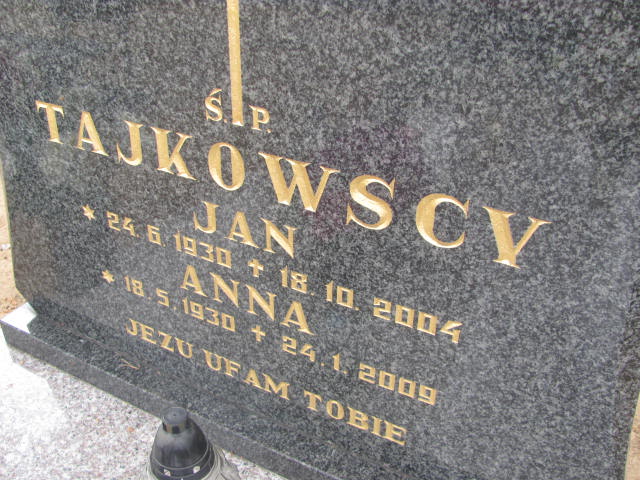 Ś.P.
TAJKOWSCY
JAN
* 24.6 1930 + 18.10.2004
ANNA
* 18.5.1930 + 24.1.2009
JEZU UFAM TOBIE